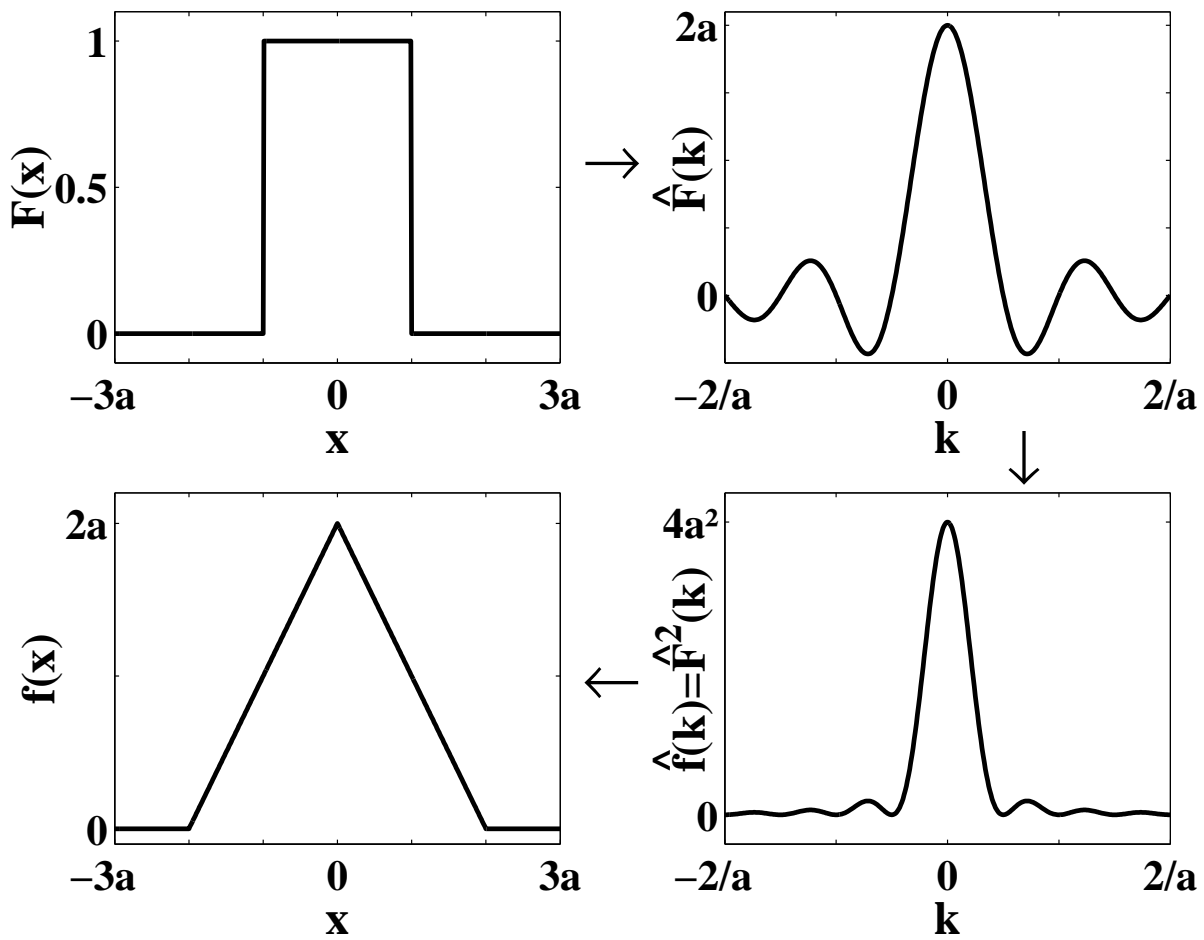 1
0.5
0
F(x)
−3a 0 3a
x
→
2a
0
F̂(k)
−2/a 0 2/a
k
↓
2a
0
f(x)
−3a 0 3a
x
←
4a²
0
f̂(k)=F̂²(k)
−2/a 0 2/a
k